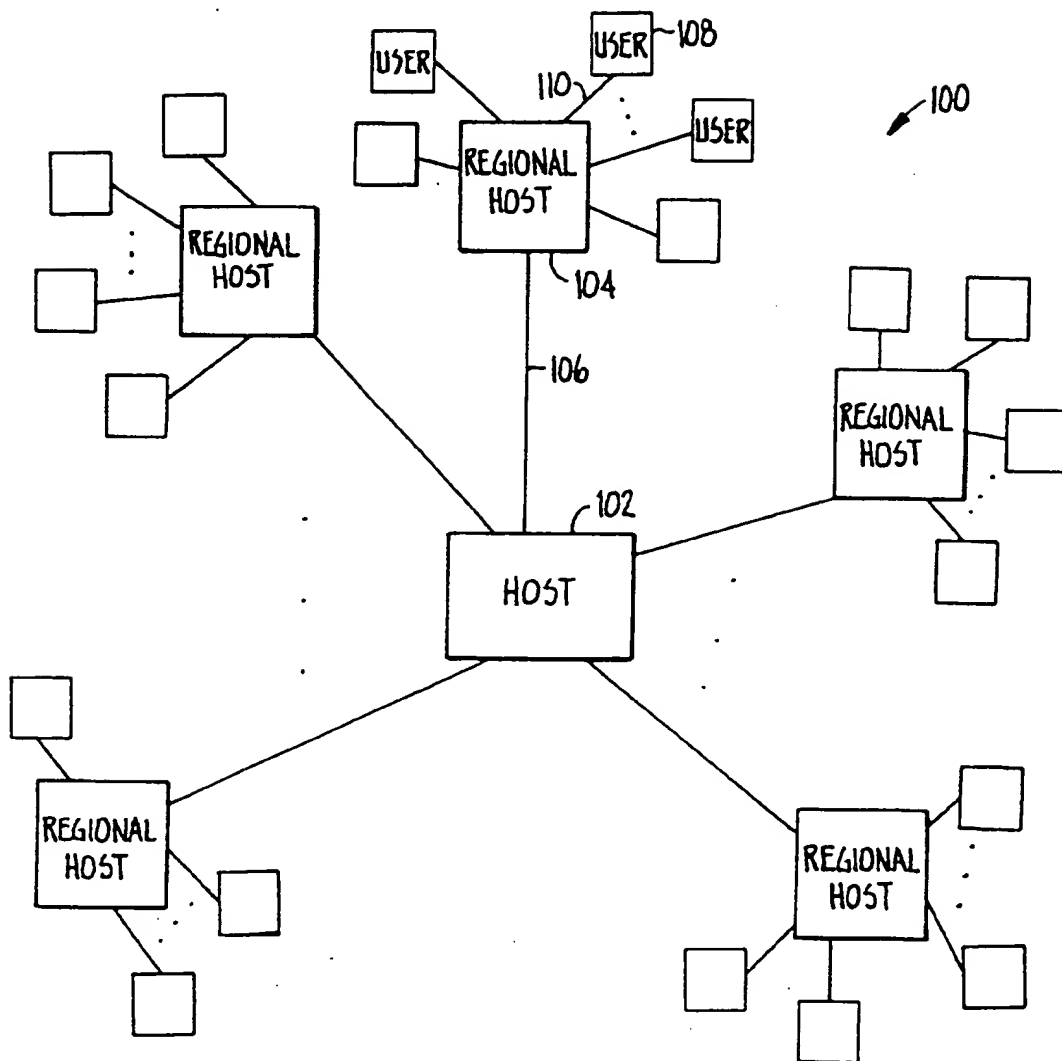 USER
USER
108
110
100
USER
REGIONAL
HOST
REGIONAL
HOST
104
106
REGIONAL
HOST
102
HOST
REGIONAL
HOST
REGIONAL
HOST